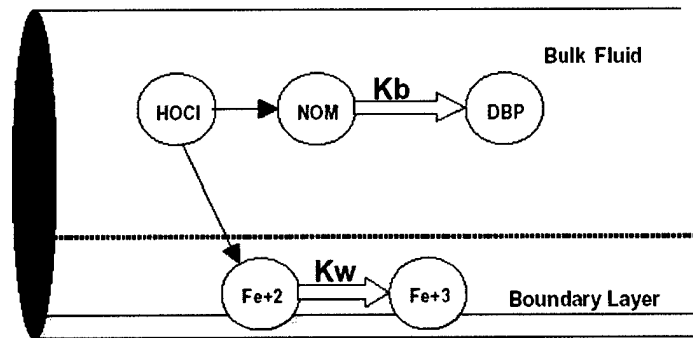 Bulk Fluid
Kb
HOCl
NOM
DBP
Kw
Fe+2
Fe+3
Boundary Layer